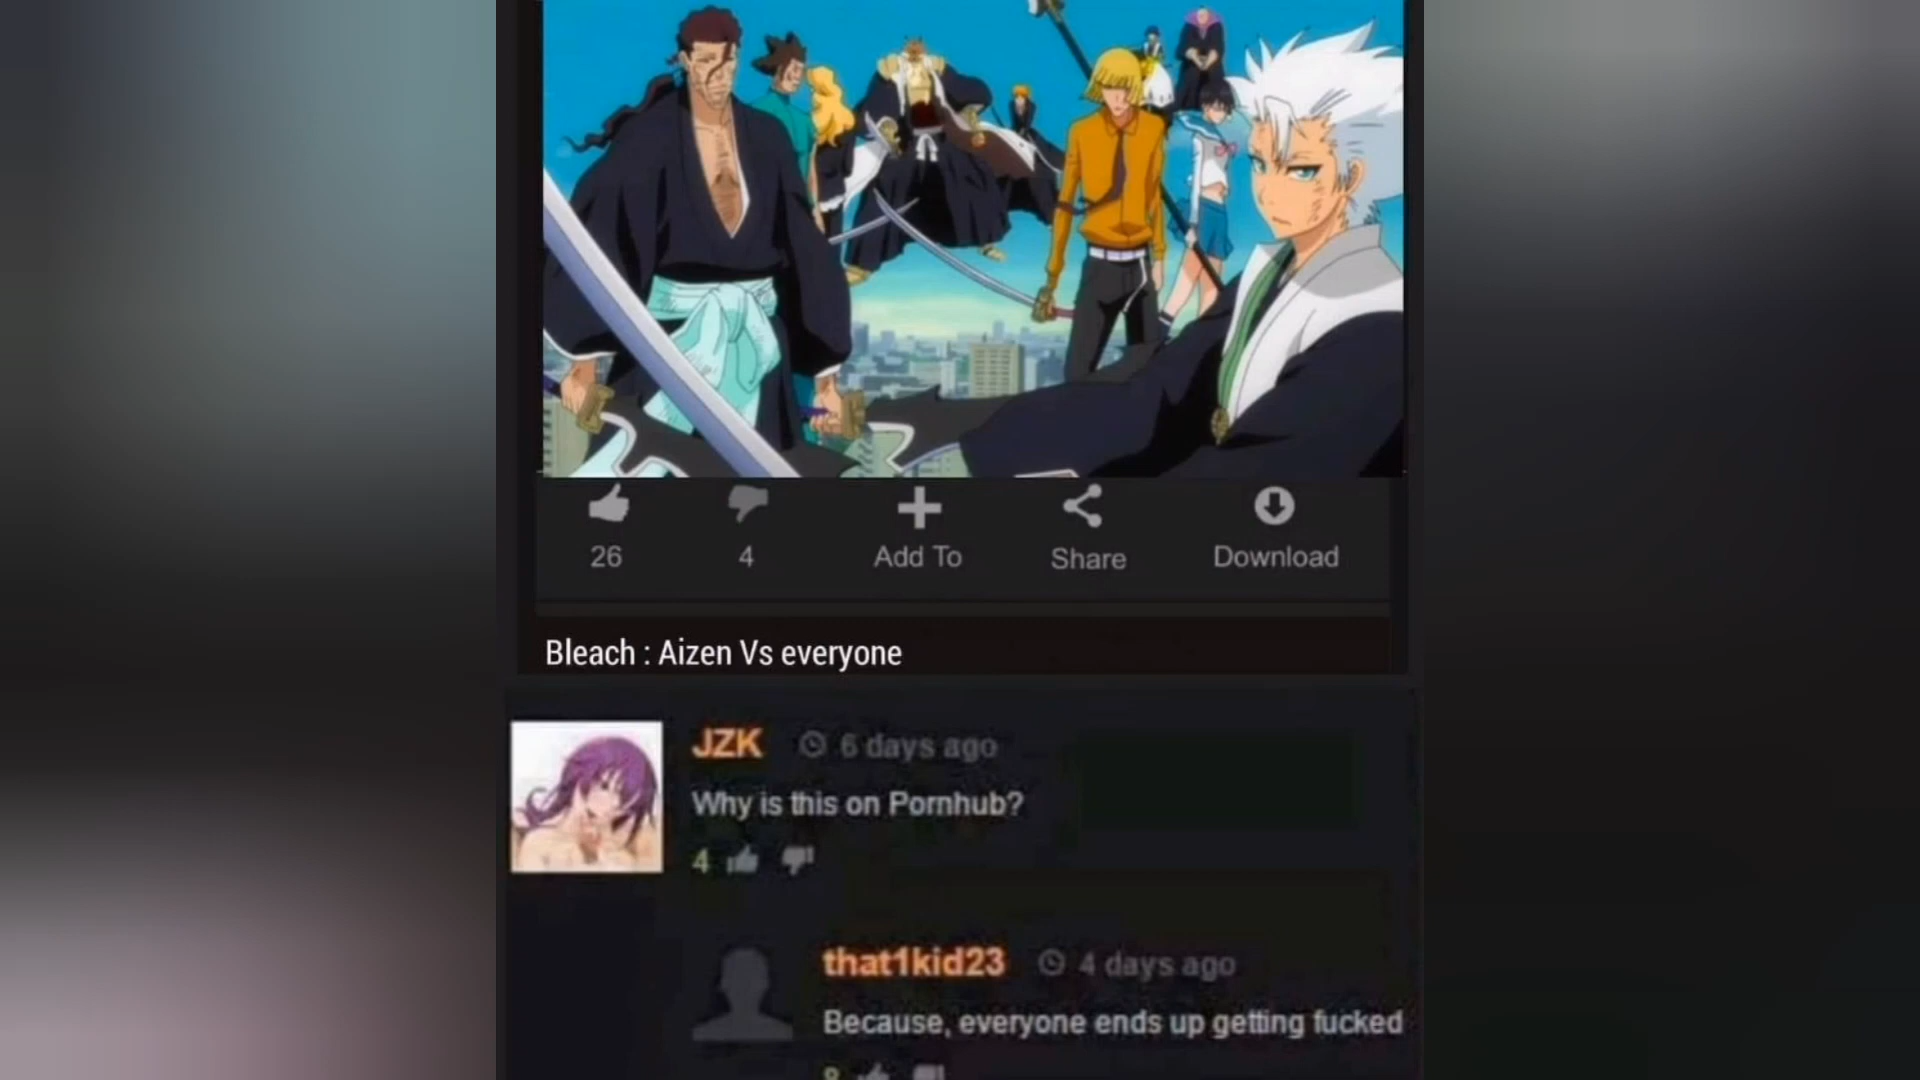 26
4
Add To
Share
Download
Bleach : Aizen Vs everyone
JZK
6 days ago
Why is this on Pornhub?
4
that1kid23
4 days ago
Because, everyone ends up getting fucked
8